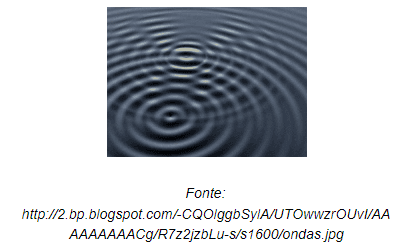 Fonte:
http://2.bp.blogspot.com/-CQOlggbSylA/UTOwwzrOUvI/AA
AAAAAAACg/R7z2jzbLu-s/s1600/ondas.jpg